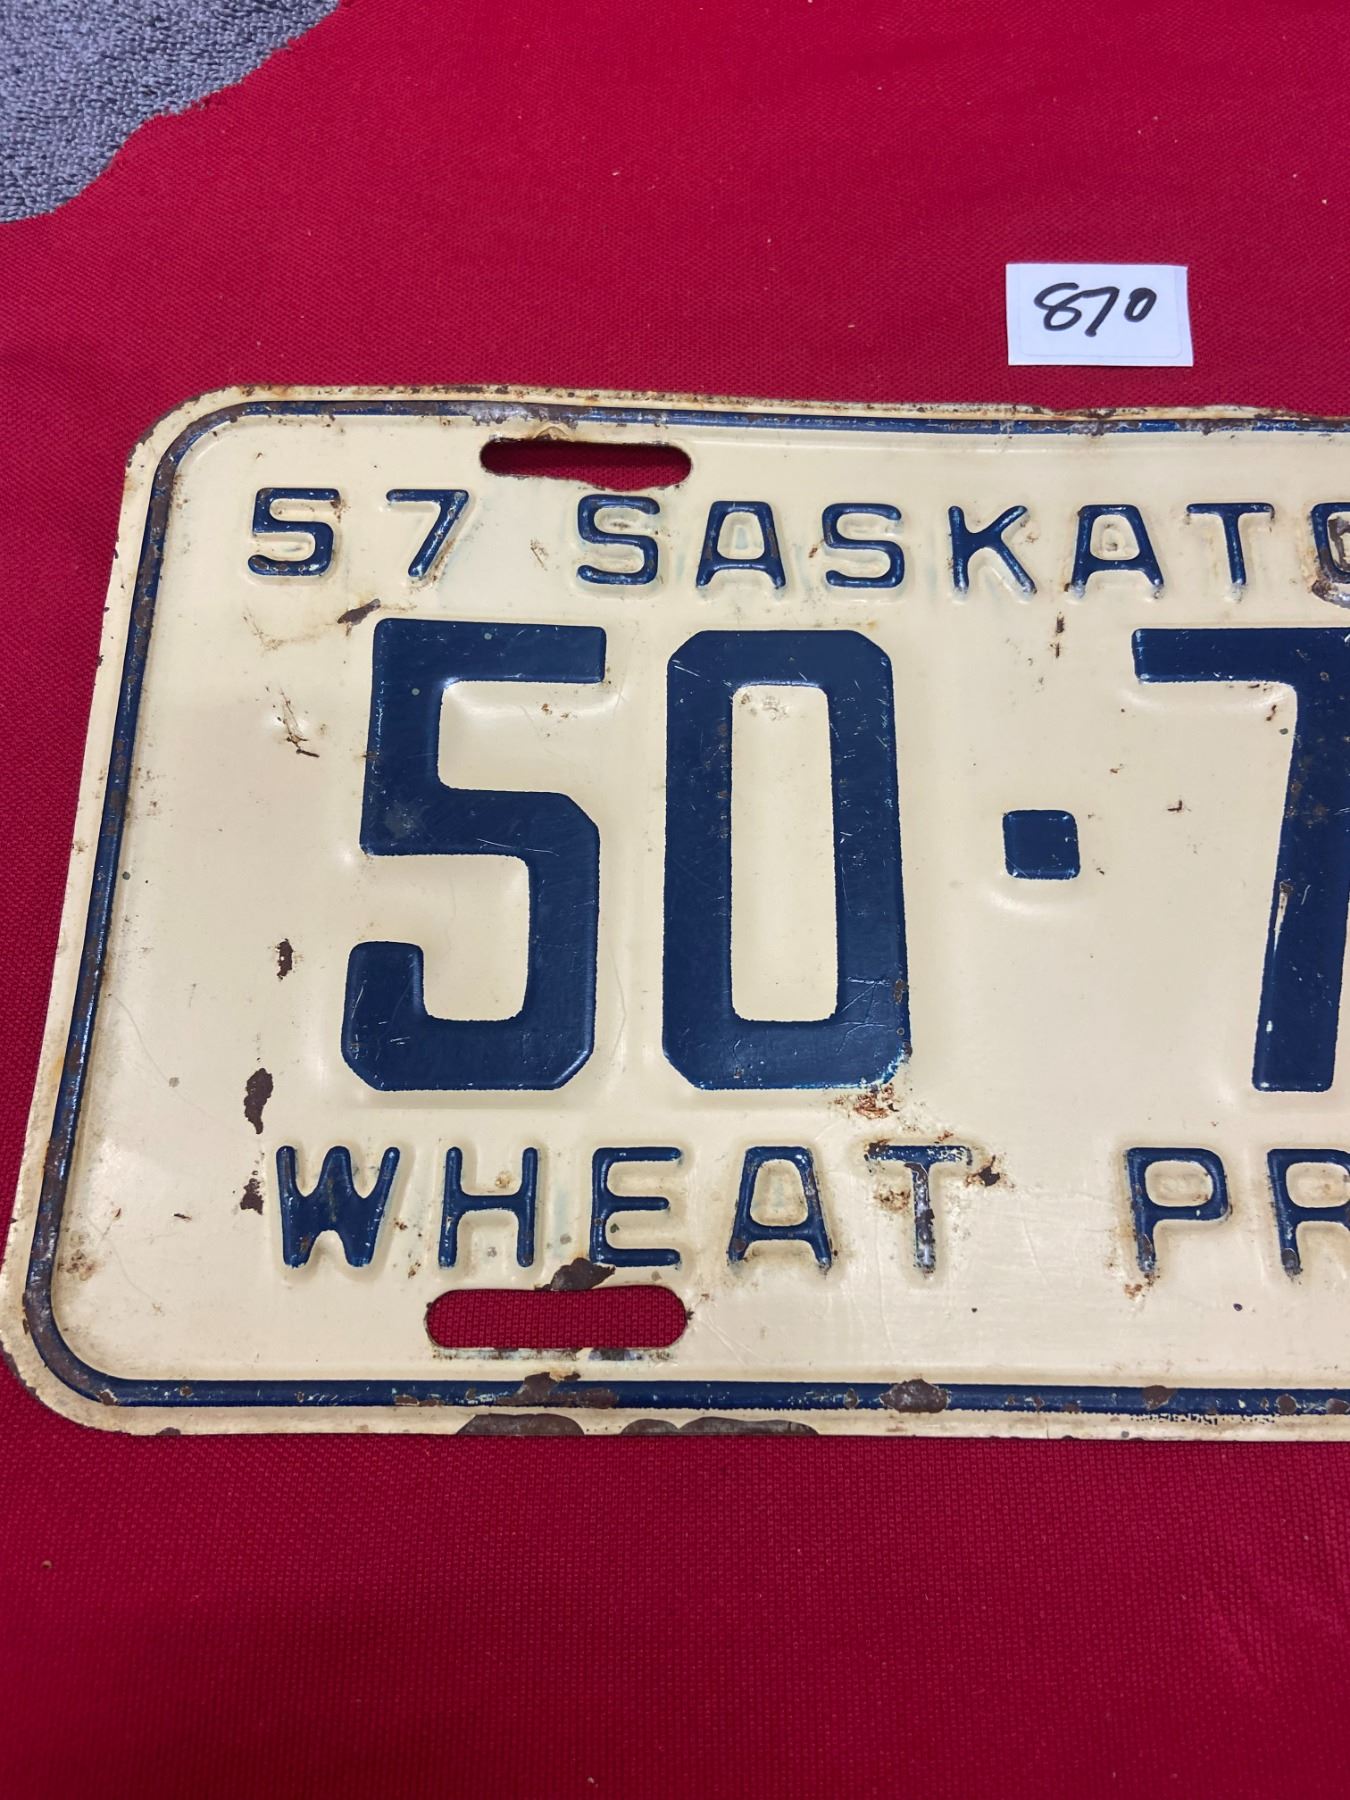 870
57 SASKATC
50·7
WHEAT PR